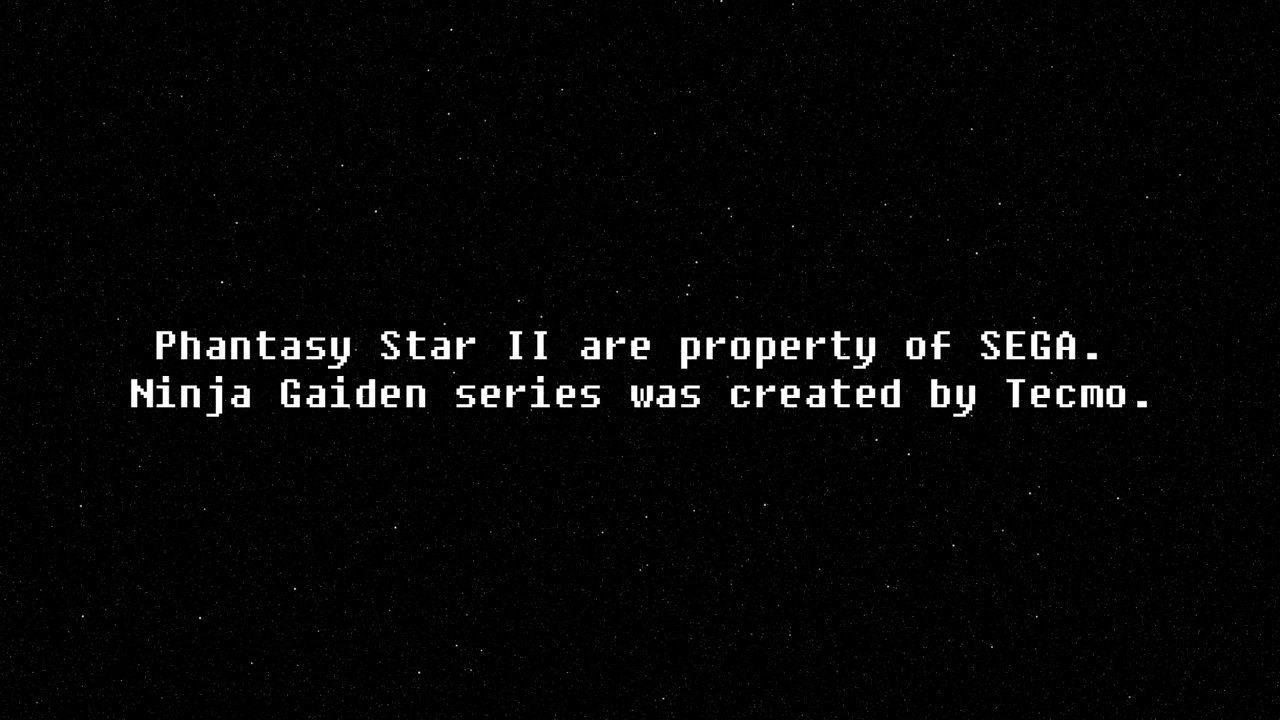 Phantasy Star II are property of SEGA.
Ninja Gaiden series was created by Tecmo.